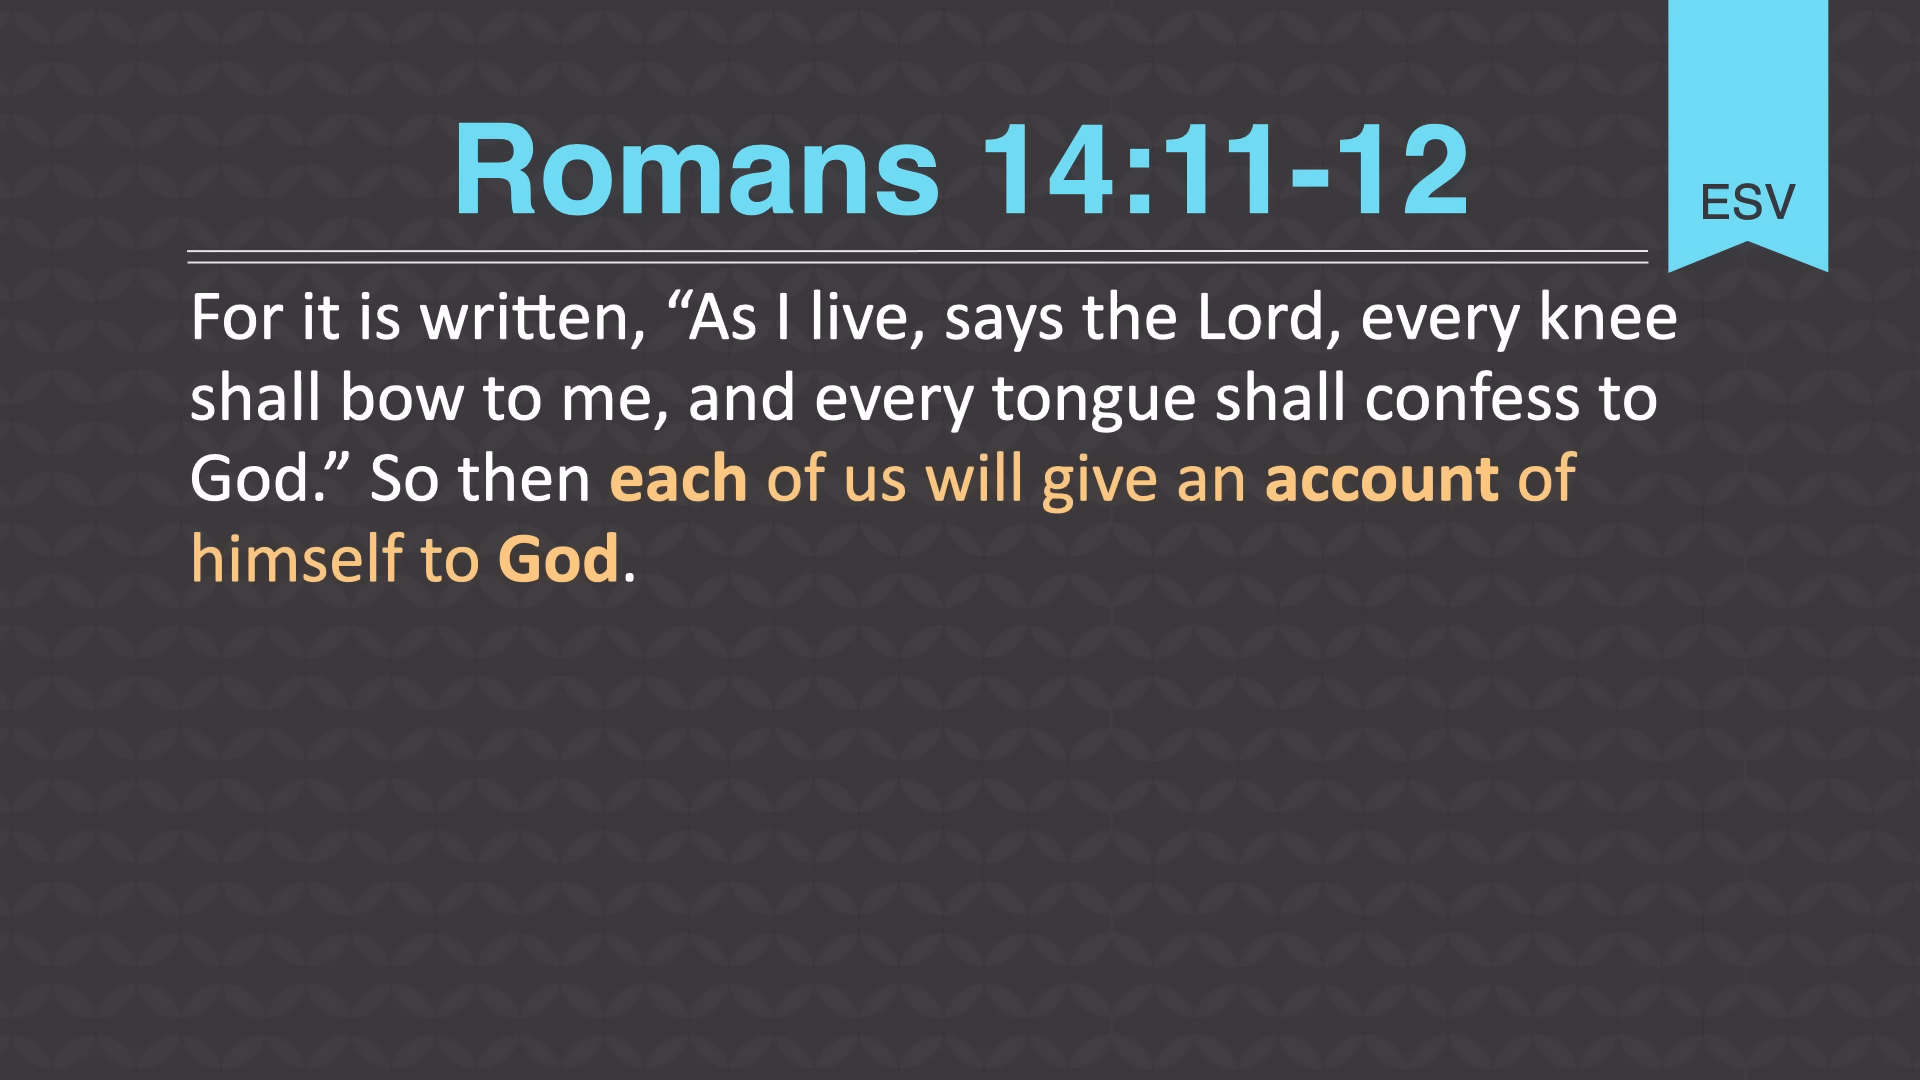 Romans 14:11-12
ESV
For it is written, “As I live, says the Lord, every knee
shall bow to me, and every tongue shall confess to
God.” So then each of us will give an account of
himself to God.